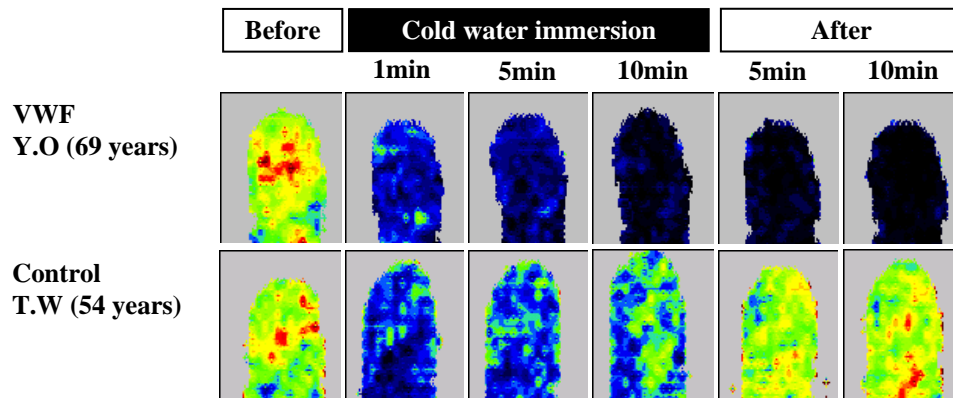 Before Cold water immersion After
1min 5min 10min 5min 10min
VWF
Y.O (69 years)
Control
T.W (54 years)